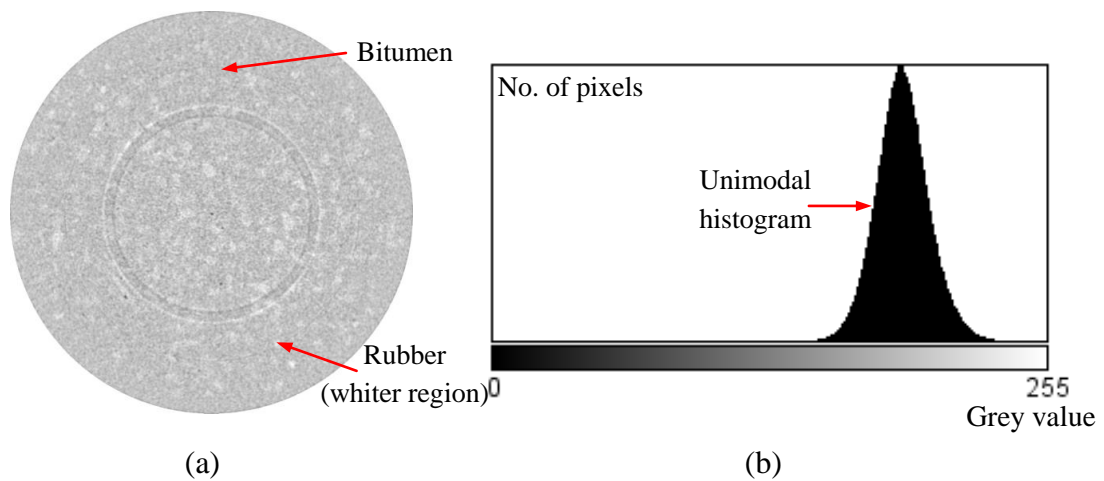 Bitumen
Rubber
(whiter region)
(a)
No. of pixels
Unimodal
histogram
0
255
Grey value
(b)